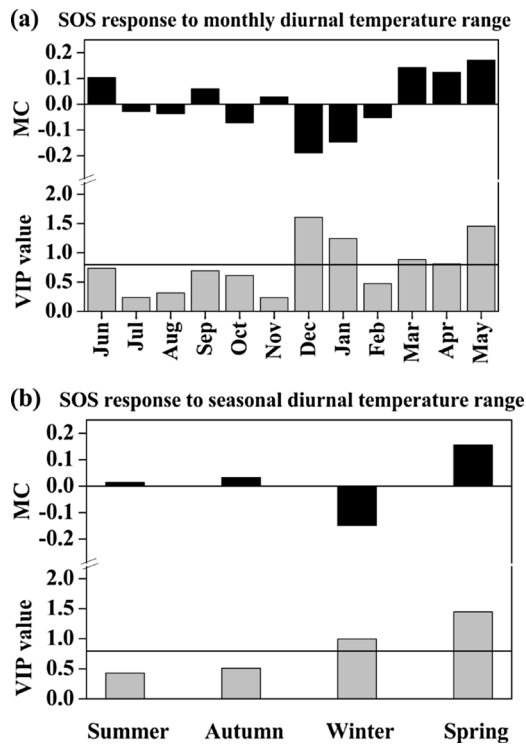 (a) SOS response to monthly diurnal temperature range
0.2
0.1
0.0
-0.1
-0.2
MC
2.0
1.5
1.0
0.5
0.0
VIP value
Jun Jul Aug Sep Oct Nov Dec Jan Feb Mar Apr May
(b) SOS response to seasonal diurnal temperature range
0.2
0.1
0.0
-0.1
-0.2
MC
2.0
1.5
1.0
0.5
0.0
VIP value
Summer Autumn Winter Spring